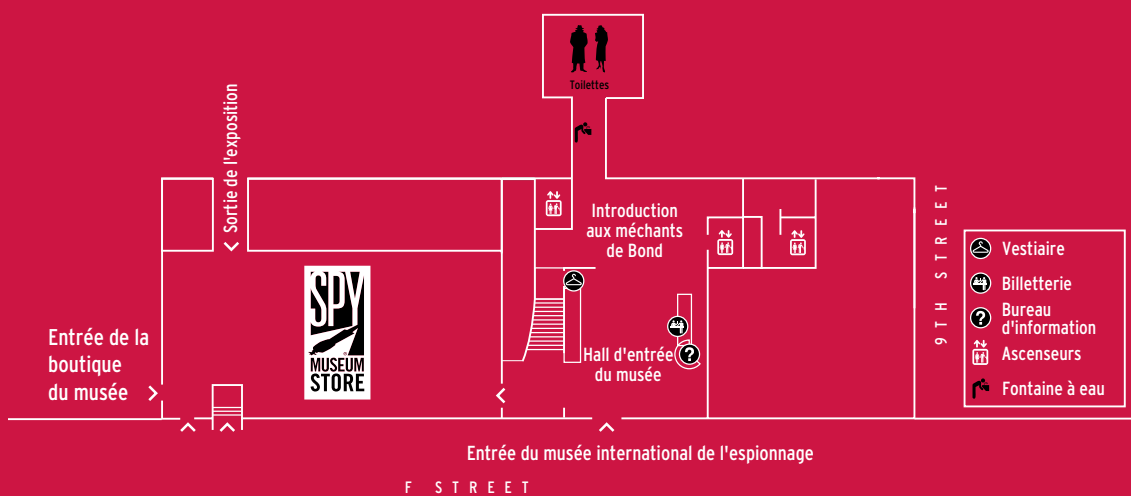 Toilettes
Sortie de l'exposition
Introduction
aux méchants
de Bond
9TH STREET
Vestiaire
Billetterie
Bureau
d'information
Ascenseurs
Fontaine à eau
SPY
MUSEUM
STORE
Entrée de la
boutique
du musée
Hall d'entrée
du musée
?
?
Entrée du musée international de l'espionnage
F STREET